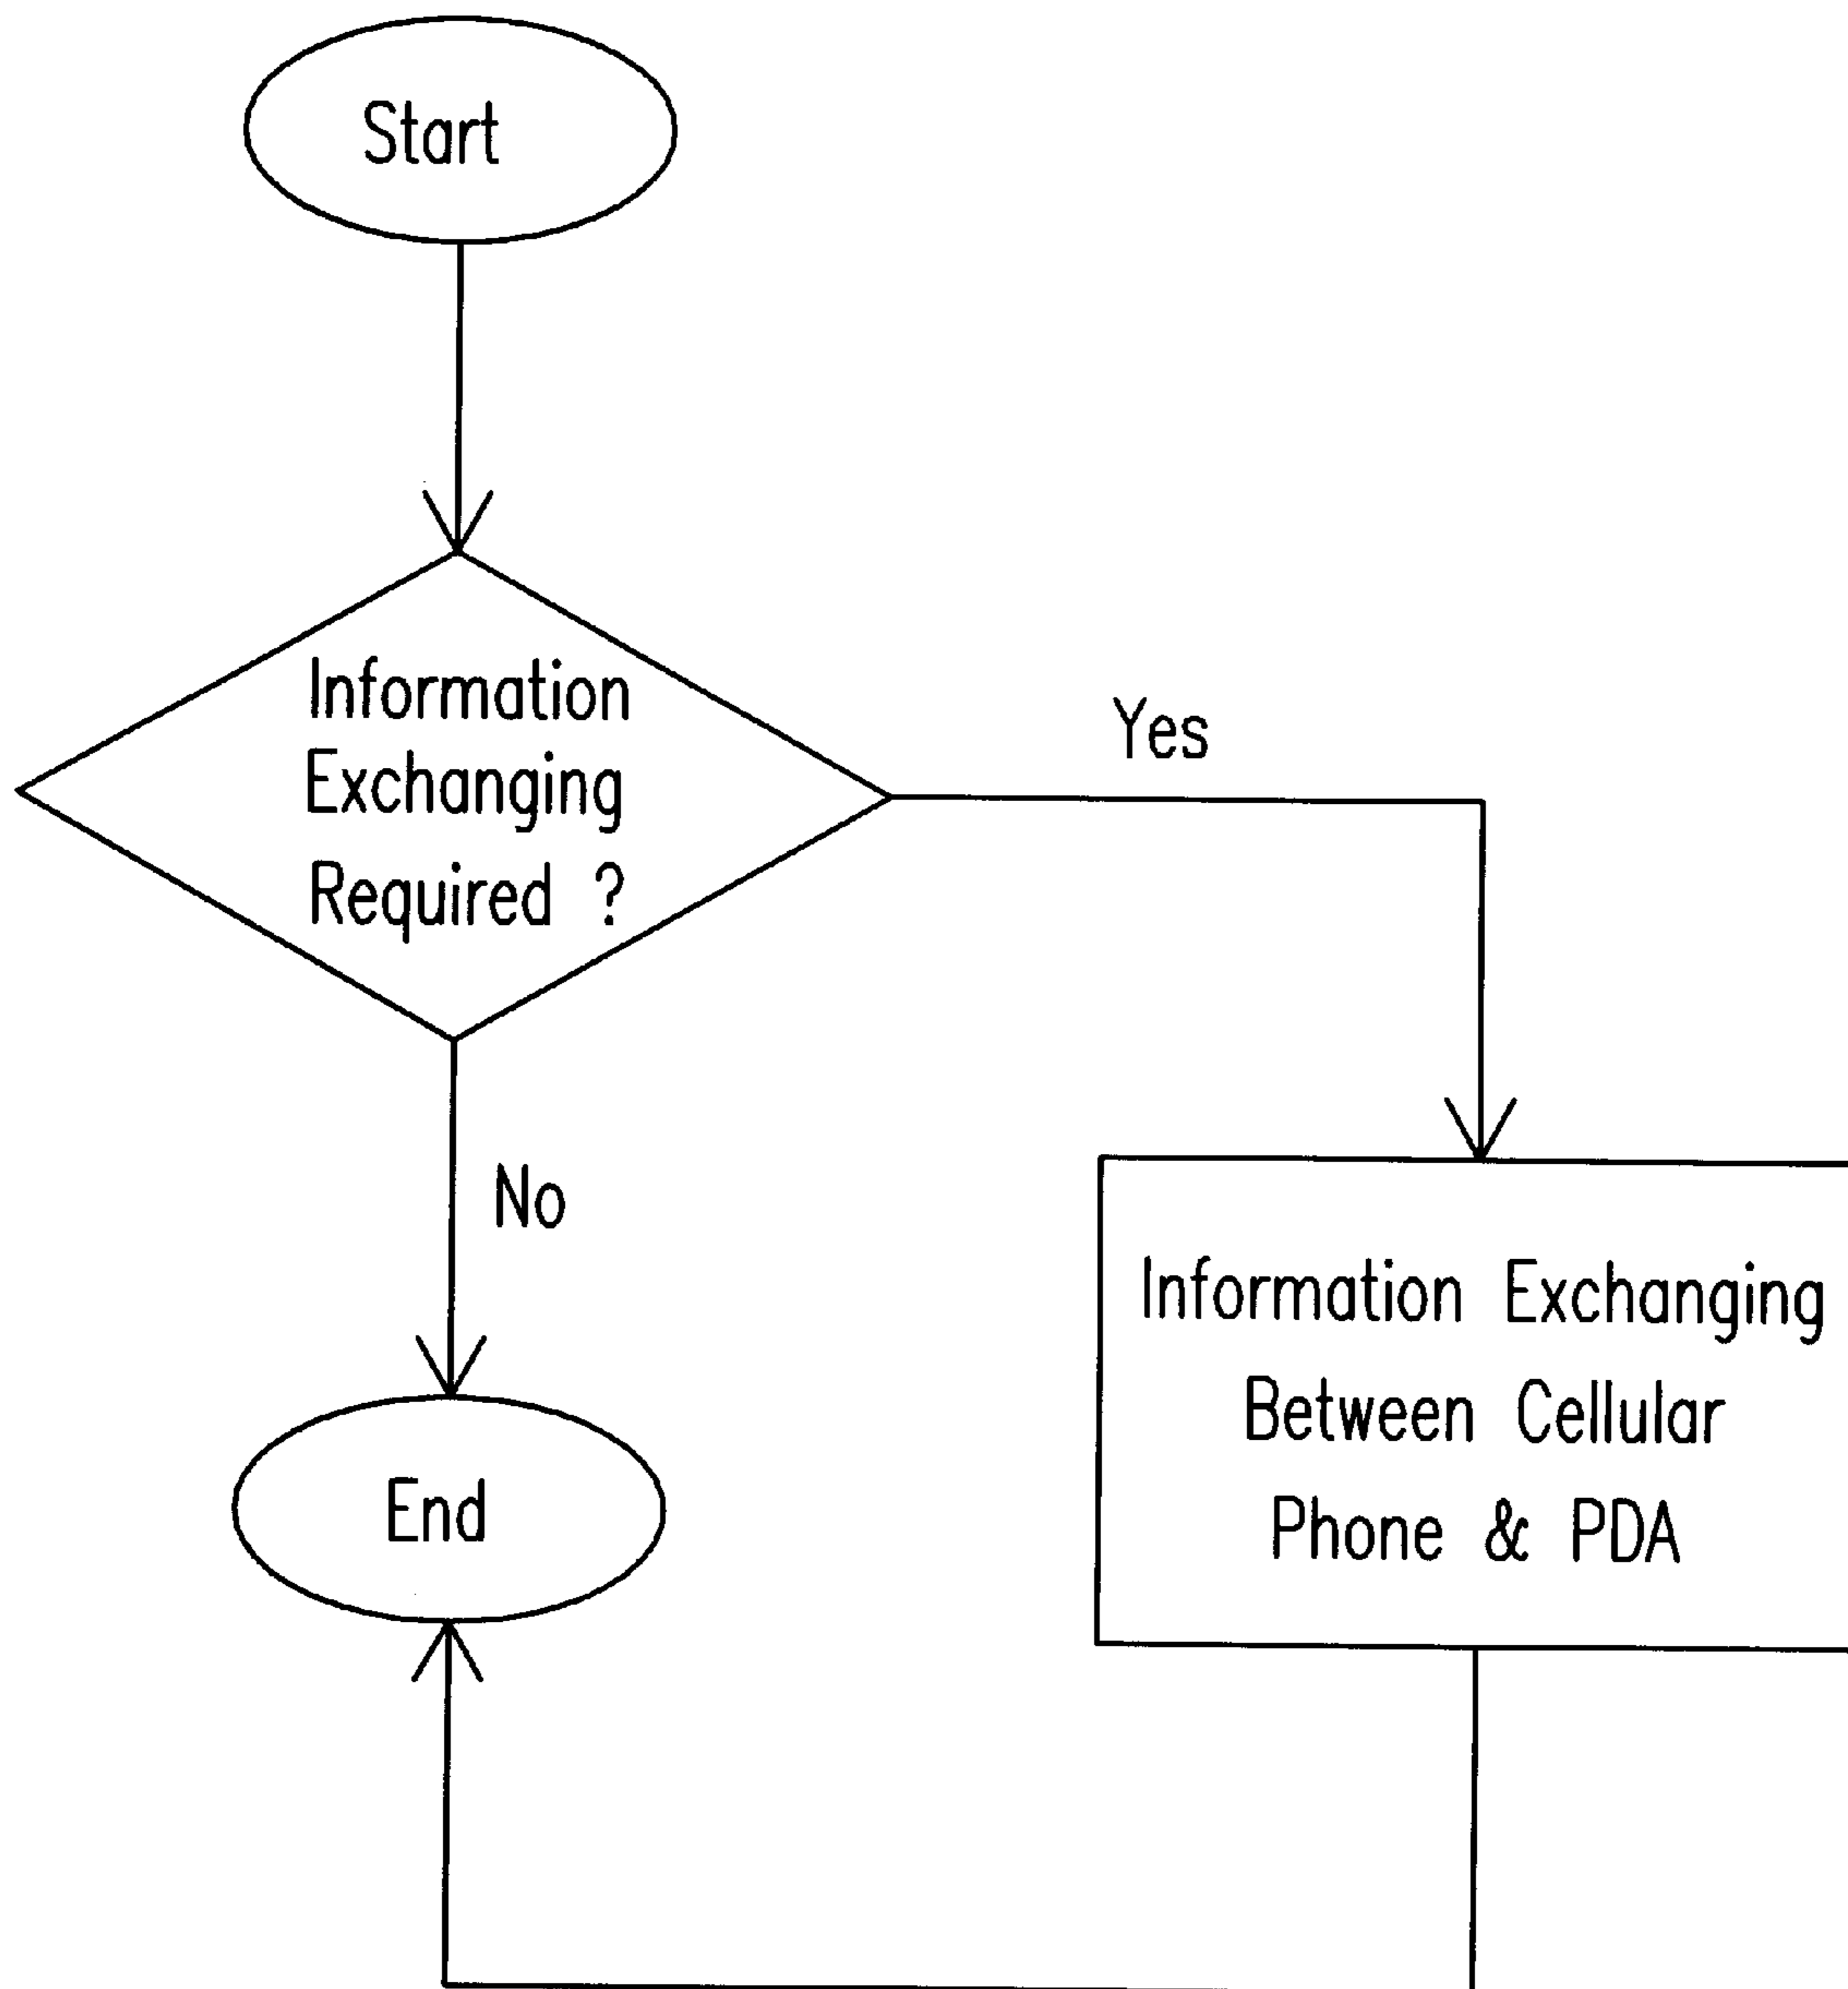 Start
Information
Exchanging
Required ?
Yes
No
Information Exchanging
Between Cellular
Phone & PDA
End